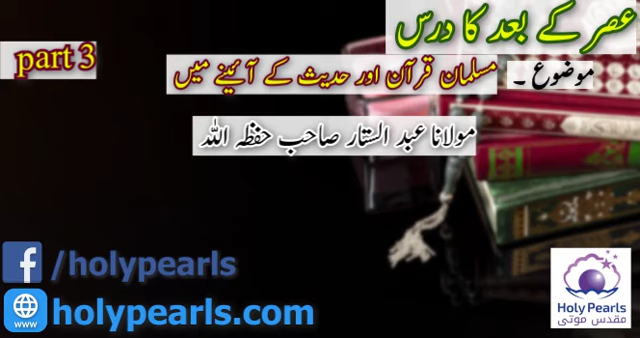 عصر کے بعد کا درس
part 3
موضوع ۔ مسلمان قرآن اور حدیث کے آئینے میں
مولانا عبد الستار صاحب حفظہ اللہ
/holypearls
holypearls.com
www
Holy Pearls
مقدس موتی